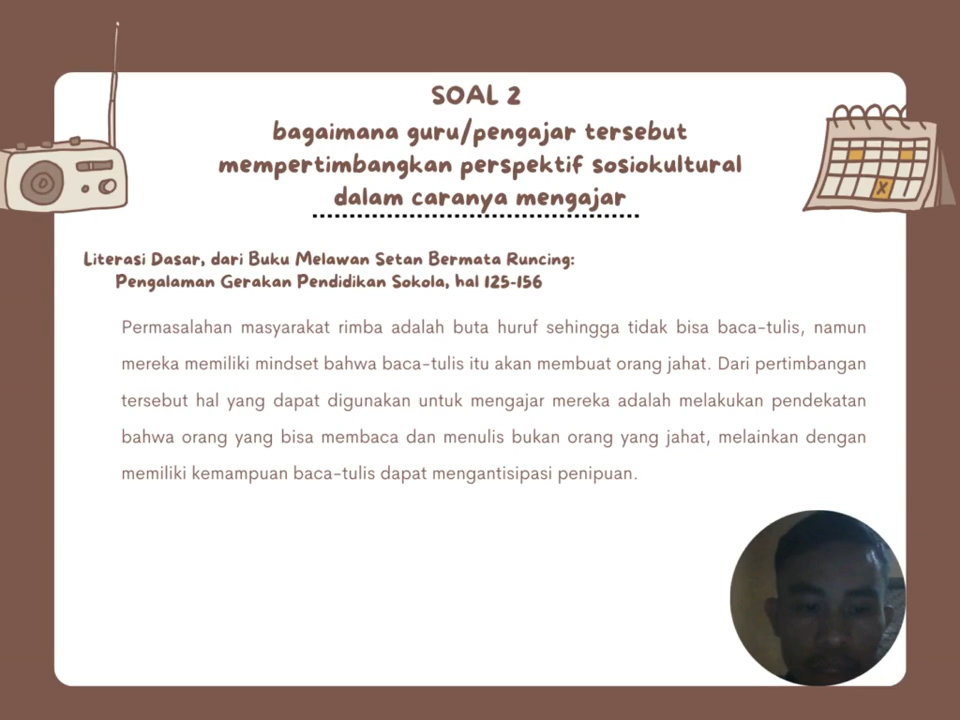 SOAL 2
bagaimana guru/pengajar tersebut
mempertimbangkan perspektif sosiokultural
dalam caranya mengajar
Literasi Dasar, dari Buku Melawan Setan Bermata Runcing:
Pengalaman Gerakan Pendidikan Sokola, hal 125-156
Permasalahan masyarakat rimba adalah buta huruf sehingga tidak bisa baca-tulis, namun
mereka memiliki mindset bahwa baca-tulis itu akan membuat orang jahat. Dari pertimbangan
tersebut hal yang dapat digunakan untuk mengajar mereka adalah melakukan pendekatan
bahwa orang yang bisa membaca dan menulis bukan orang yang jahat, melainkan dengan
memiliki kemampuan baca-tulis dapat mengantisipasi penipuan.